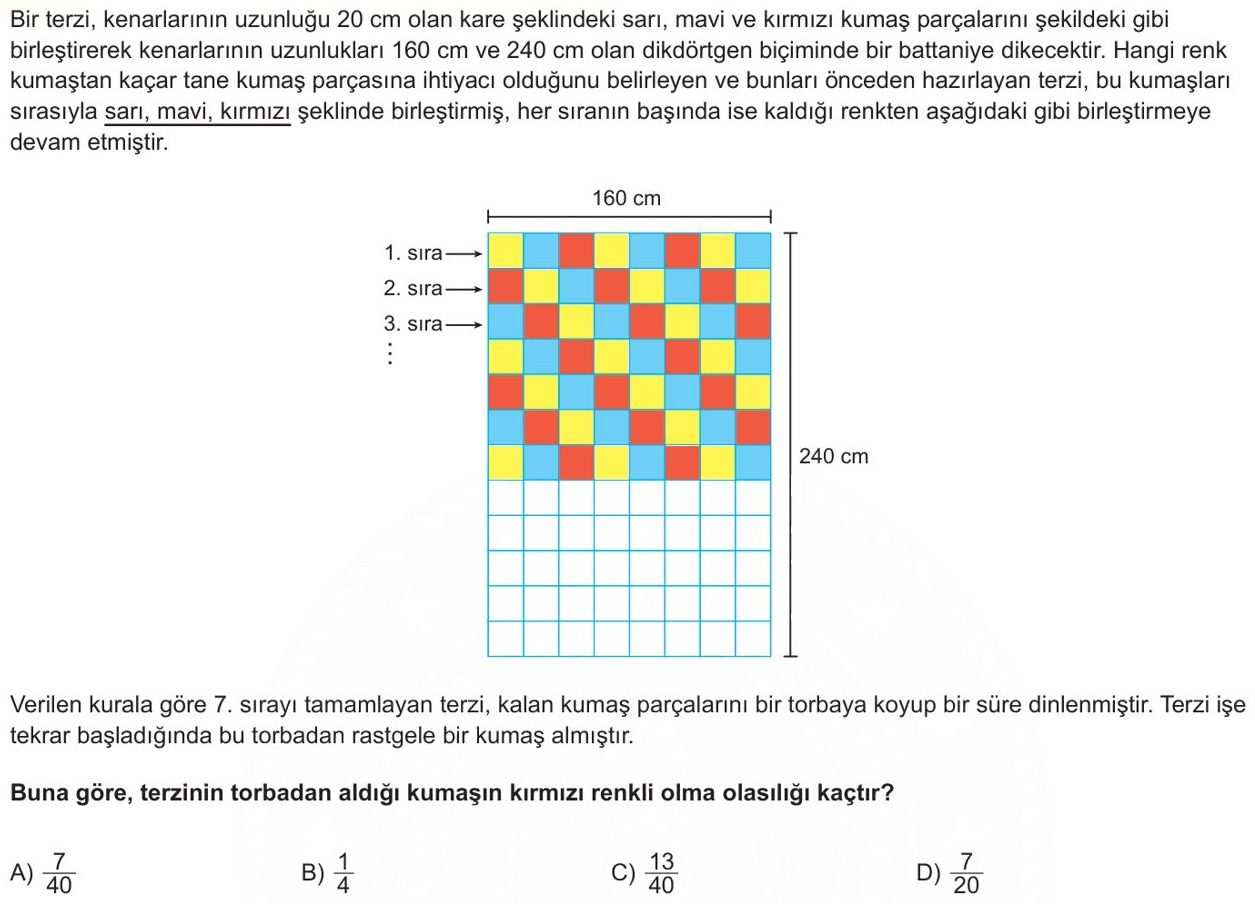 Bir terzi, kenarlarının uzunluğu 20 cm olan kare şeklindeki sarı, mavi ve kırmızı kumaş parçalarını şekildeki gibi
birleştirerek kenarlarının uzunlukları 160 cm ve 240 cm olan dikdörtgen biçiminde bir battaniye dikecektir. Hangi renk
kumaştan kaçar tane kumaş parçasına ihtiyacı olduğunu belirleyen ve bunları önceden hazırlayan terzi, bu kumaşları
sırasıyla sarı, mavi, kırmızı şeklinde birleştirmiş, her sıranın başında ise kaldığı renkten aşağıdaki gibi birleştirmeye
devam etmiştir.
160 cm
1. sıra
2. sıra
3. sıra
⋮
240 cm
Verilen kurala göre 7. sırayı tamamlayan terzi, kalan kumaş parçalarını bir torbaya koyup bir süre dinlenmiştir. Terzi işe
tekrar başladığında bu torbadan rastgele bir kumaş almıştır.
Buna göre, terzinin torbadan aldığı kumaşın kırmızı renkli olma olasılığı kaçtır?
A) 7/40 B) 1/4 C) 13/40 D) 7/20